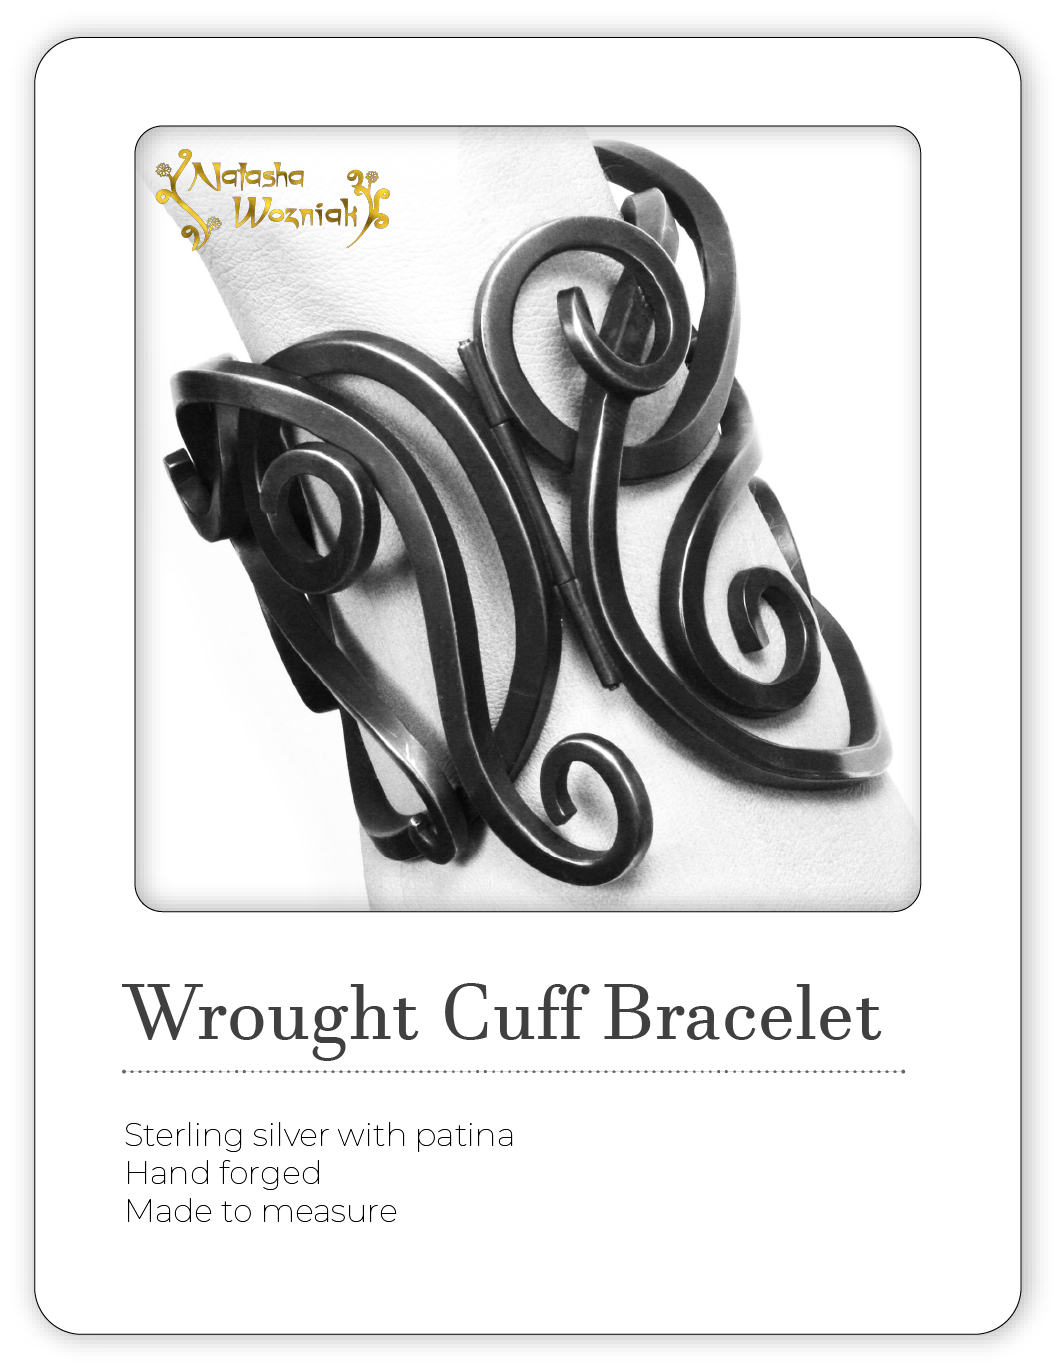 Natasha
Wozniak
Wrought Cuff Bracelet
Sterling silver with patina
Hand forged
Made to measure